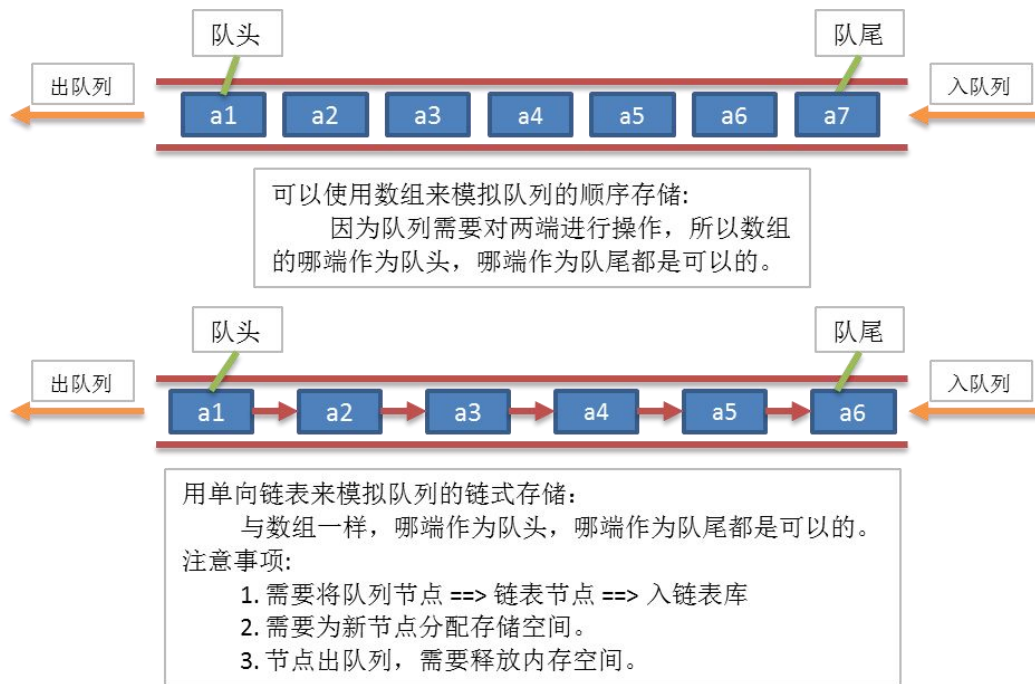 队头
队尾
出队列
入队列
a1 a2 a3 a4 a5 a6 a7
可以使用数组来模拟队列的顺序存储:
因为队列需要对两端进行操作，所以数组
的哪端作为队头，哪端作为队尾都是可以的。
队头
队尾
出队列
入队列
a1 a2 a3 a4 a5 a6
用单向链表来模拟队列的链式存储：
与数组一样，哪端作为队头，哪端作为队尾都是可以的。
注意事项:
1. 需要将队列节点 ==> 链表节点 ==> 入链表库
2. 需要为新节点分配存储空间。
3. 节点出队列，需要释放内存空间。